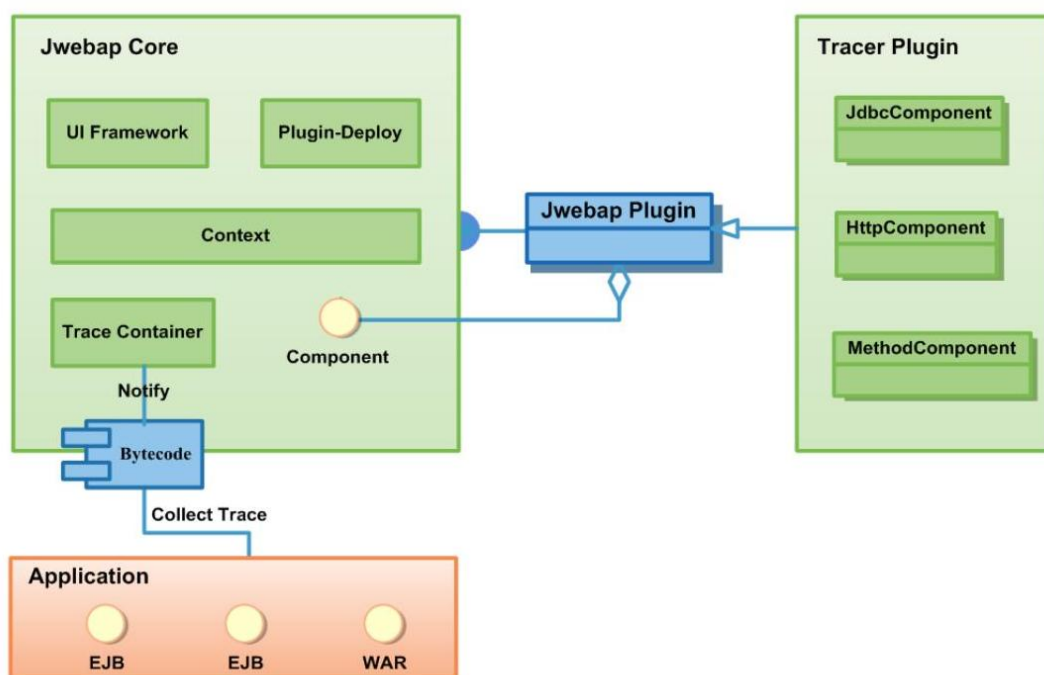 Jwebap Core
UI Framework
Plugin-Deploy
Context
Trace Container
Component
Notify
Bytecode
Collect Trace
Application
EJB
EJB
WAR
Jwebap Plugin
Tracer Plugin
JdbcComponent
HttpComponent
MethodComponent